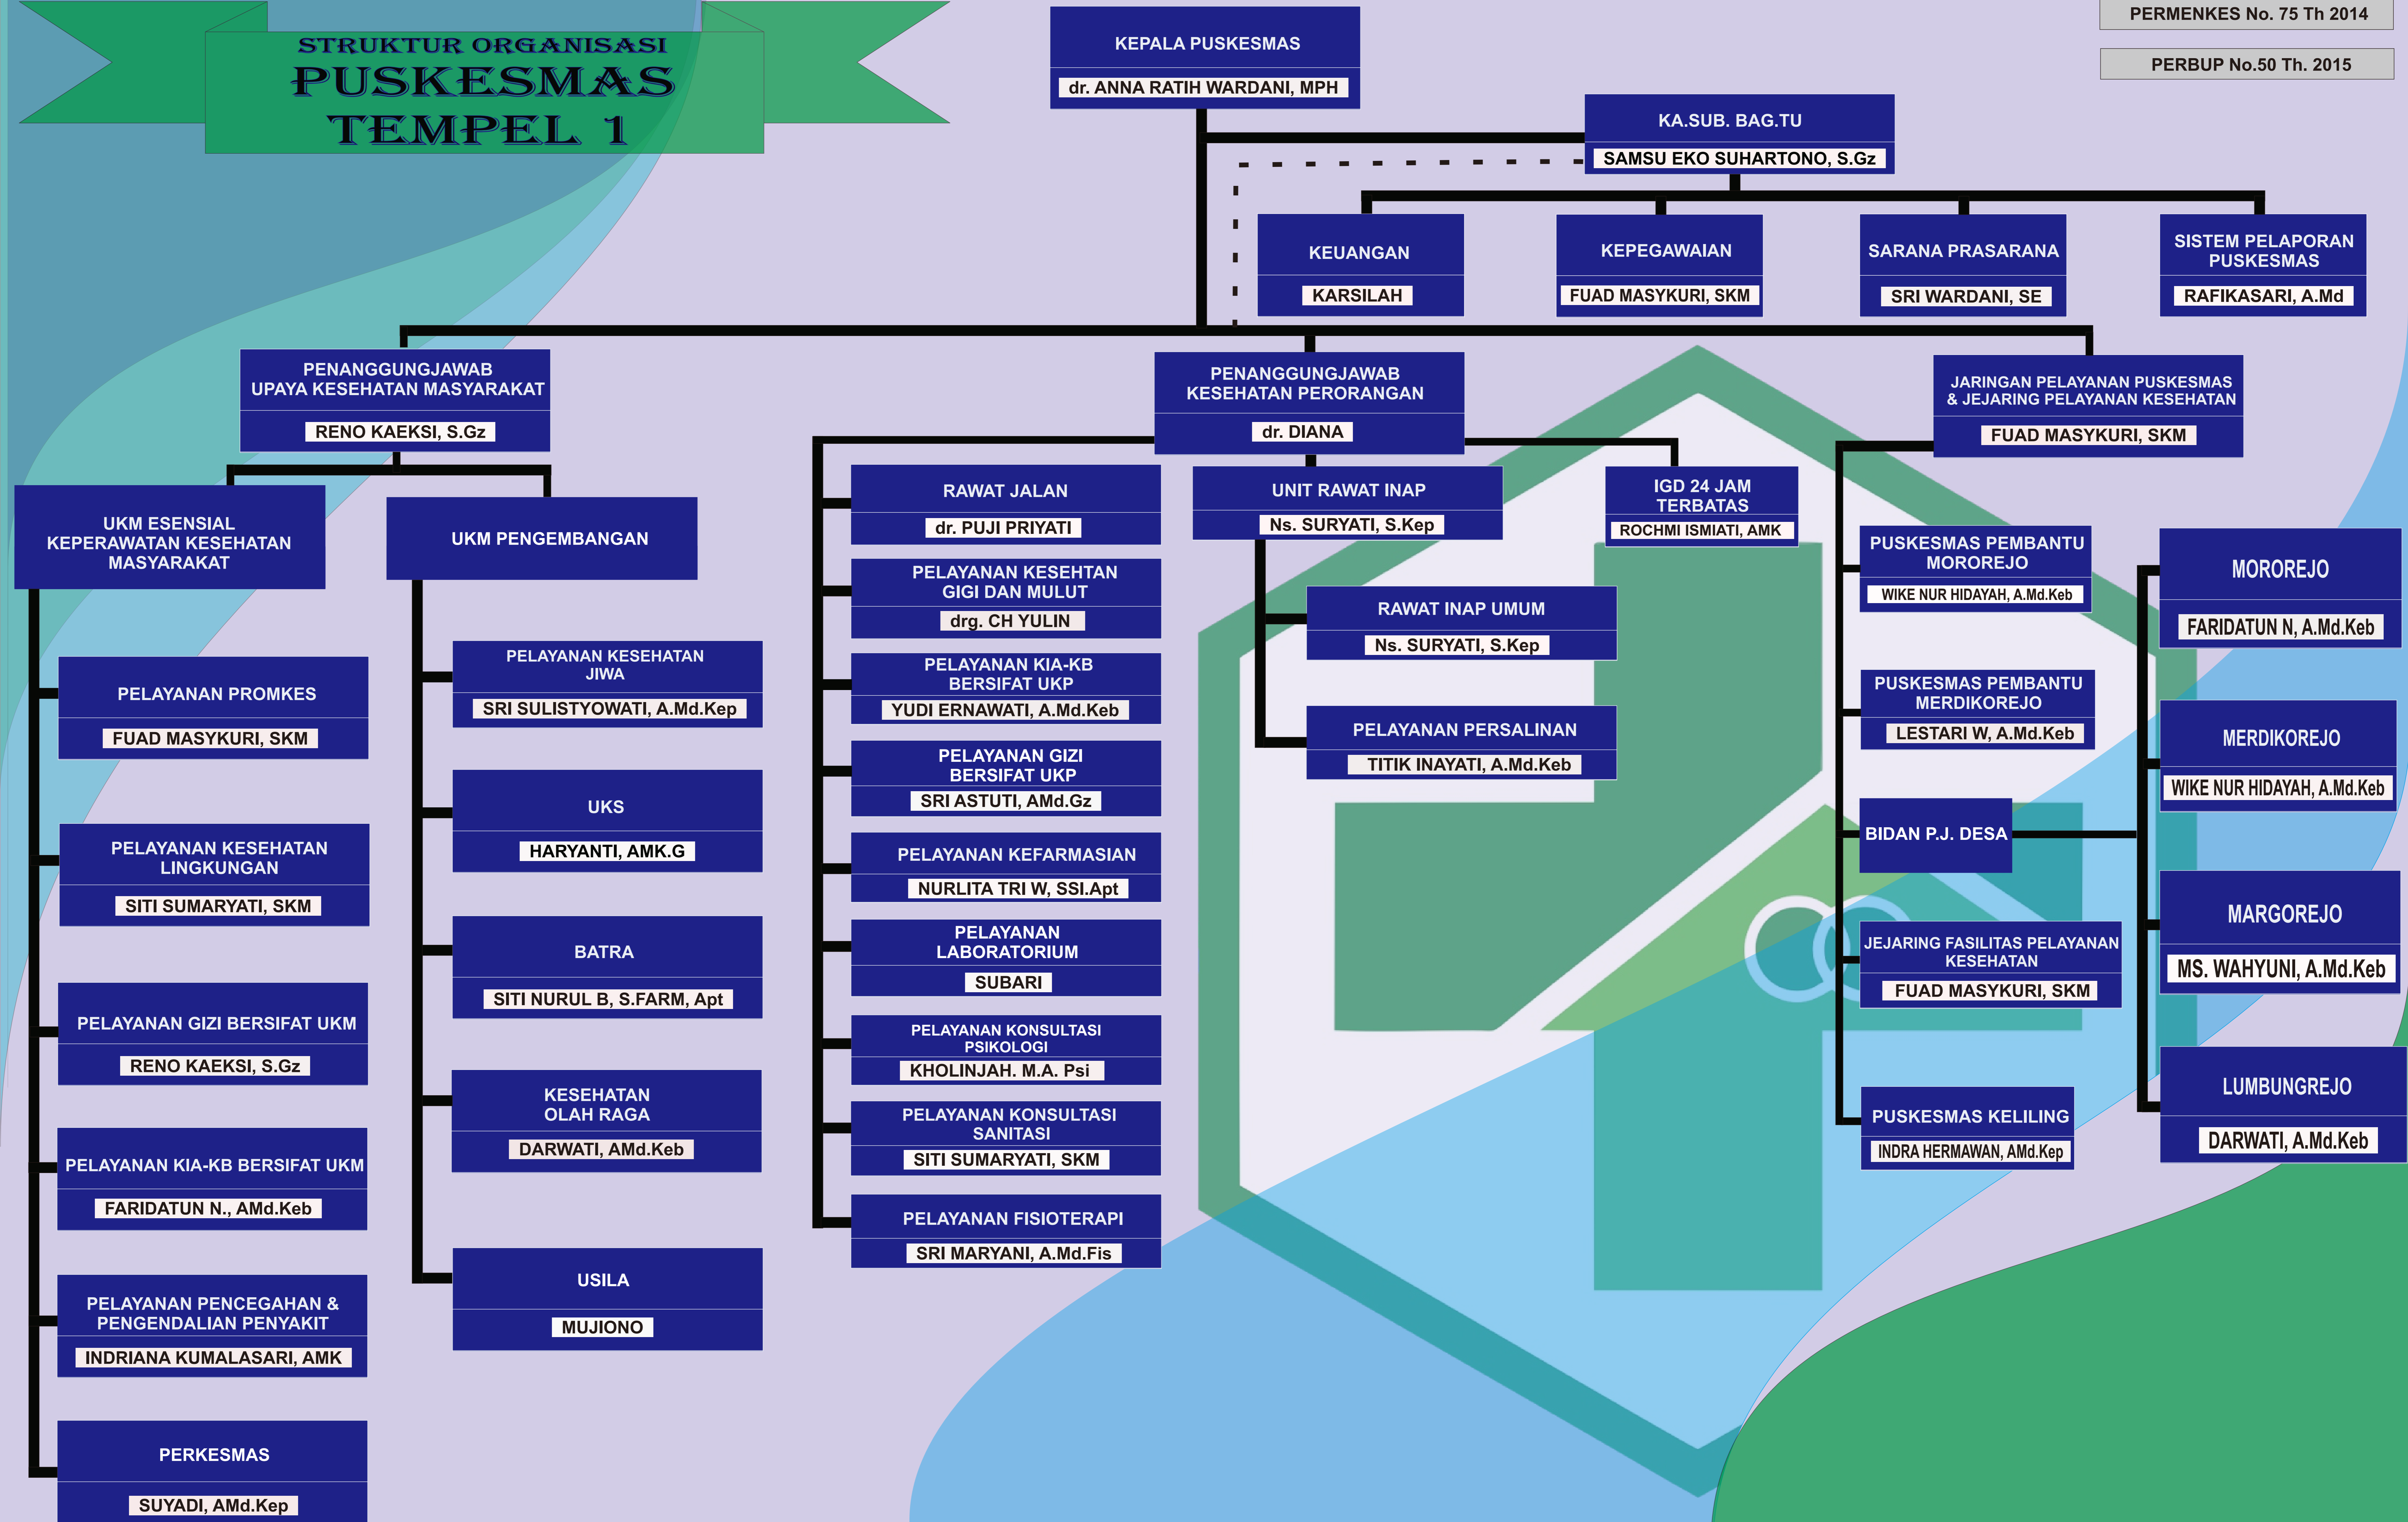 STRUKTUR ORGANISASI
PUSKESMAS
TEMPEL 1
PERMENKES No. 75 Th 2014
PERBUP No.50 Th. 2015
KEPALA PUSKESMAS
dr. ANNA RATIH WARDANI, MPH
KA.SUB. BAG.TU
SAMSU EKO SUHARTONO, S.Gz
KEUANGAN
KARSILAH
KEPEGAWAIAN
FUAD MASYKURI, SKM
SARANA PRASARANA
SRI WARDANI, SE
SISTEM PELAPORAN
PUSKESMAS
RAFIKASARI, A.Md
PENANGGUNGJAWAB
UPAYA KESEHATAN MASYARAKAT
RENO KAEKSI, S.Gz
UKM ESENSIAL
KEPERAWATAN KESEHATAN
MASYARAKAT
PELAYANAN PROMKES
FUAD MASYKURI, SKM
PELAYANAN KESEHATAN
LINGKUNGAN
SITI SUMARYATI, SKM
PELAYANAN GIZI BERSIFAT UKM
RENO KAEKSI, S.Gz
PELAYANAN KIA-KB BERSIFAT UKM
FARIDATUN N., AMd.Keb
PELAYANAN PENCEGAHAN &
PENGENDALIAN PENYAKIT
INDRIANA KUMALASARI, AMK
PERKESMAS
SUYADI, AMd.Kep
UKM PENGEMBANGAN
PELAYANAN KESEHATAN
JIWA
SRI SULISTYOWATI, A.Md.Kep
UKS
HARYANTI, AMK.G
BATRA
SITI NURUL B, S.FARM, Apt
KESEHATAN
OLAH RAGA
DARWATI, AMd.Keb
USILA
MUJIONO
PENANGGUNGJAWAB
KESEHATAN PERORANGAN
dr. DIANA
RAWAT JALAN
dr. PUJI PRIYATI
PELAYANAN KESEHTAN
GIGI DAN MULUT
drg. CH YULIN
PELAYANAN KIA-KB
BERSIFAT UKP
YUDI ERNAWATI, A.Md.Keb
PELAYANAN GIZI
BERSIFAT UKP
SRI ASTUTI, AMd.Gz
PELAYANAN KEFARMASIAN
NURLITA TRI W, SSI.Apt
PELAYANAN
LABORATORIUM
SUBARI
PELAYANAN KONSULTASI
PSIKOLOGI
KHOLINJAH. M.A. Psi
PELAYANAN KONSULTASI
SANITASI
SITI SUMARYATI, SKM
PELAYANAN FISIOTERAPI
SRI MARYANI, A.Md.Fis
UNIT RAWAT INAP
Ns. SURYATI, S.Kep
RAWAT INAP UMUM
Ns. SURYATI, S.Kep
PELAYANAN PERSALINAN
TITIK INAYATI, A.Md.Keb
IGD 24 JAM
TERBATAS
ROCHMI ISMIATI, AMK
JARINGAN PELAYANAN PUSKESMAS
& JEJARING PELAYANAN KESEHATAN
FUAD MASYKURI, SKM
PUSKESMAS PEMBANTU
MOROREJO
WIKE NUR HIDAYAH, A.Md.Keb
PUSKESMAS PEMBANTU
MERDIKOREJO
LESTARI W, A.Md.Keb
BIDAN P.J. DESA
JEJARING FASILITAS PELAYANAN
KESEHATAN
FUAD MASYKURI, SKM
PUSKESMAS KELILING
INDRA HERMAWAN, AMd.Kep
MOROREJO
FARIDATUN N, A.Md.Keb
MERDIKOREJO
WIKE NUR HIDAYAH, A.Md.Keb
MARGOREJO
MS. WAHYUNI, A.Md.Keb
LUMBUNGREJO
DARWATI, A.Md.Keb